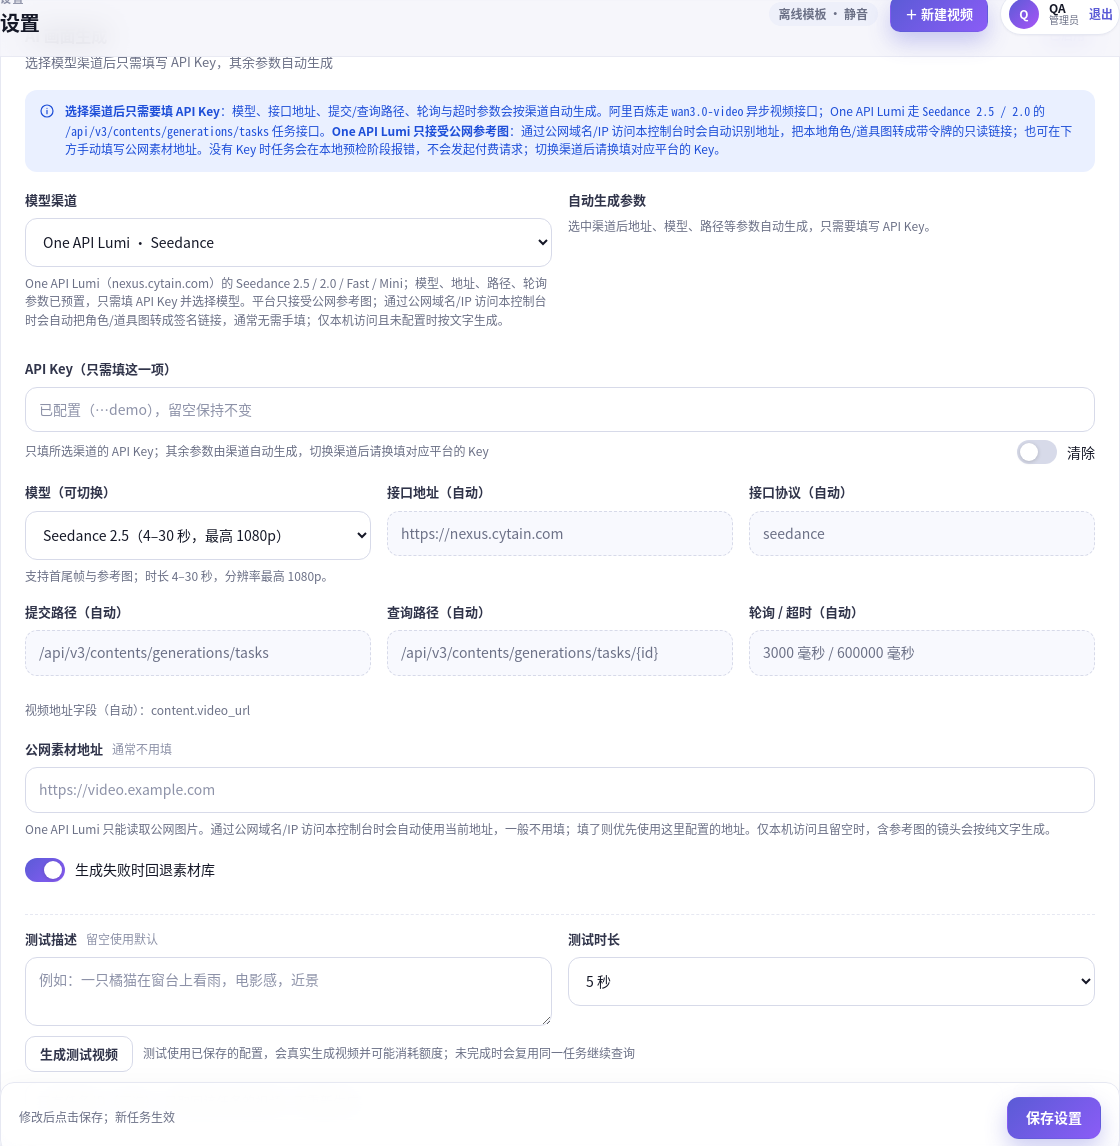 设置
设置
离线模板 · 静音
＋ 新建视频
Q
QA
管理员
退出
选择模型渠道后只需填写 API Key，其余参数自动生成
选择渠道后只需要填 API Key：模型、接口地址、提交/查询路径、轮询与超时参数会按渠道自动生成。阿里百炼走 wan3.0-video 异步视频接口；One API Lumi 走 Seedance 2.5 / 2.0 的
/api/v3/contents/generations/tasks 任务接口。One API Lumi 只接受公网参考图：通过公网域名/IP 访问本控制台时会自动识别地址，把本地角色/道具图转成带令牌的只读链接；也可在下
方手动填写公网素材地址。没有 Key 时任务会在本地预检阶段报错，不会发起付费请求；切换渠道后请换填对应平台的 Key。
模型渠道
自动生成参数
One API Lumi · Seedance
选中渠道后地址、模型、路径等参数自动生成，只需要填写 API Key。
One API Lumi（nexus.cytain.com）的 Seedance 2.5 / 2.0 / Fast / Mini；模型、地址、路径、轮询
参数已预置，只需填 API Key 并选择模型。平台只接受公网参考图；通过公网域名/IP 访问本控制台
时会自动把角色/道具图转成签名链接，通常无需手填；仅本机访问且未配置时按文字生成。
API Key（只需填这一项）
已配置（…demo），留空保持不变
只填所选渠道的 API Key；其余参数由渠道自动生成，切换渠道后请换填对应平台的 Key
清除
模型（可切换）
接口地址（自动）
接口协议（自动）
Seedance 2.5（4–30 秒，最高 1080p）
https://nexus.cytain.com
seedance
支持首尾帧与参考图；时长 4–30 秒，分辨率最高 1080p。
提交路径（自动）
查询路径（自动）
轮询 / 超时（自动）
/api/v3/contents/generations/tasks
/api/v3/contents/generations/tasks/{id}
3000 毫秒 / 600000 毫秒
视频地址字段（自动）：content.video_url
公网素材地址 通常不用填
https://video.example.com
One API Lumi 只能读取公网图片。通过公网域名/IP 访问本控制台时会自动使用当前地址，一般不用填；填了则优先使用这里配置的地址。仅本机访问且留空时，含参考图的镜头会按纯文字生成。
生成失败时回退素材库
测试描述 留空使用默认
测试时长
例如：一只橘猫在窗台上看雨，电影感，近景
5 秒
生成测试视频
测试使用已保存的配置，会真实生成视频并可能消耗额度；未完成时会复用同一任务继续查询
修改后点击保存；新任务生效
保存设置